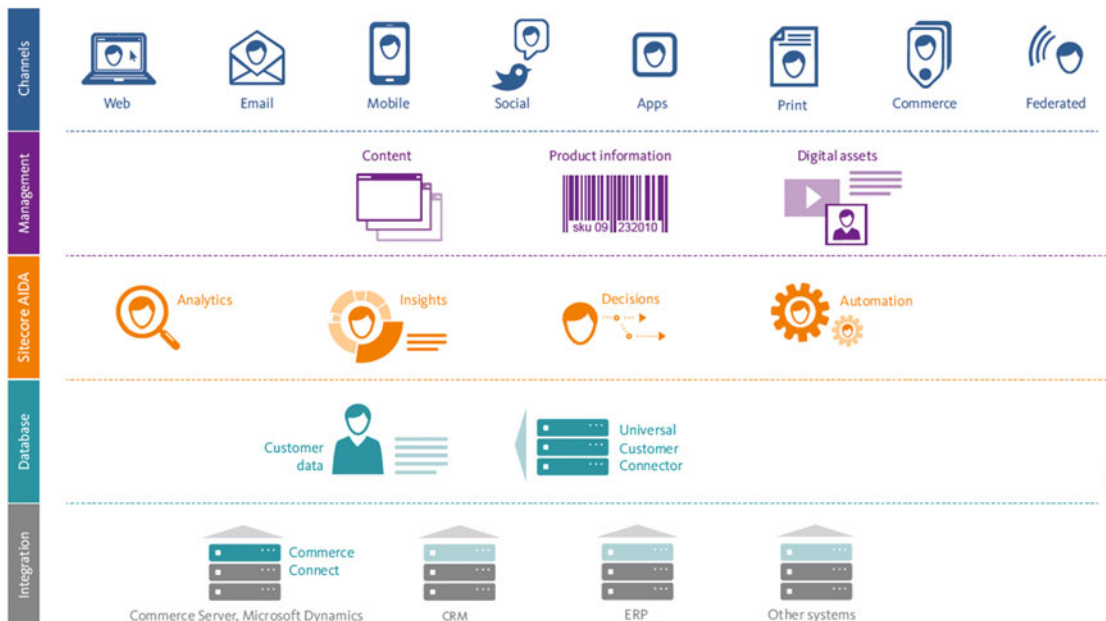 Channels
Web
Email
Mobile
Social
Apps
Print
Commerce
Federated
Management
Content
Product information
Digital assets
sku 09 232010
Sitecore AIDA
Analytics
Insights
Decisions
Automation
Database
Customer
data
Universal
Customer
Connector
Integration
Commerce
Connect
Commerce Server, Microsoft Dynamics
CRM
ERP
Other systems